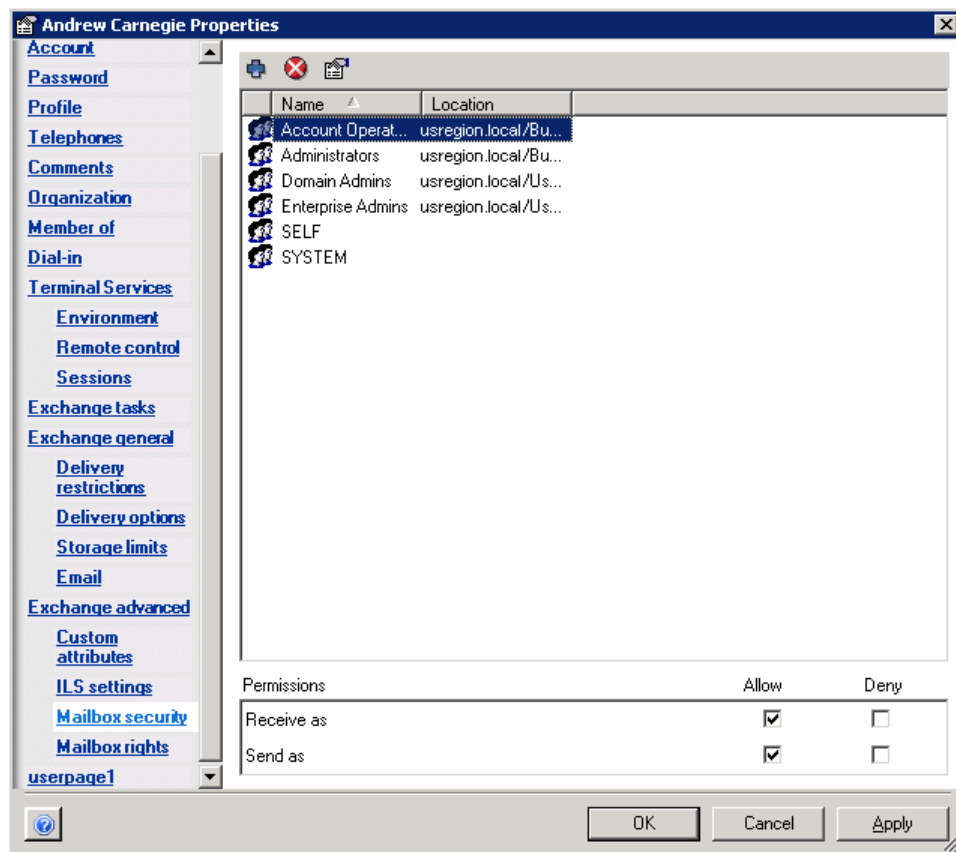 Andrew Carnegie Properties
Account
Password
Profile
Telephones
Comments
Organization
Member of
Dial-in
Terminal Services
Environment
Remote control
Sessions
Exchange tasks
Exchange general
Delivery
restrictions
Delivery options
Storage limits
Email
Exchange advanced
Custom
attributes
ILS settings
Mailbox security
Mailbox rights
userpage1
Name Location
Account Operat... usregion.local/Bu...
Administrators usregion.local/Bu...
Domain Admins usregion.local/Us...
Enterprise Admins usregion.local/Us...
SELF
SYSTEM
Permissions Allow Deny
Receive as
Send as
OK Cancel Apply